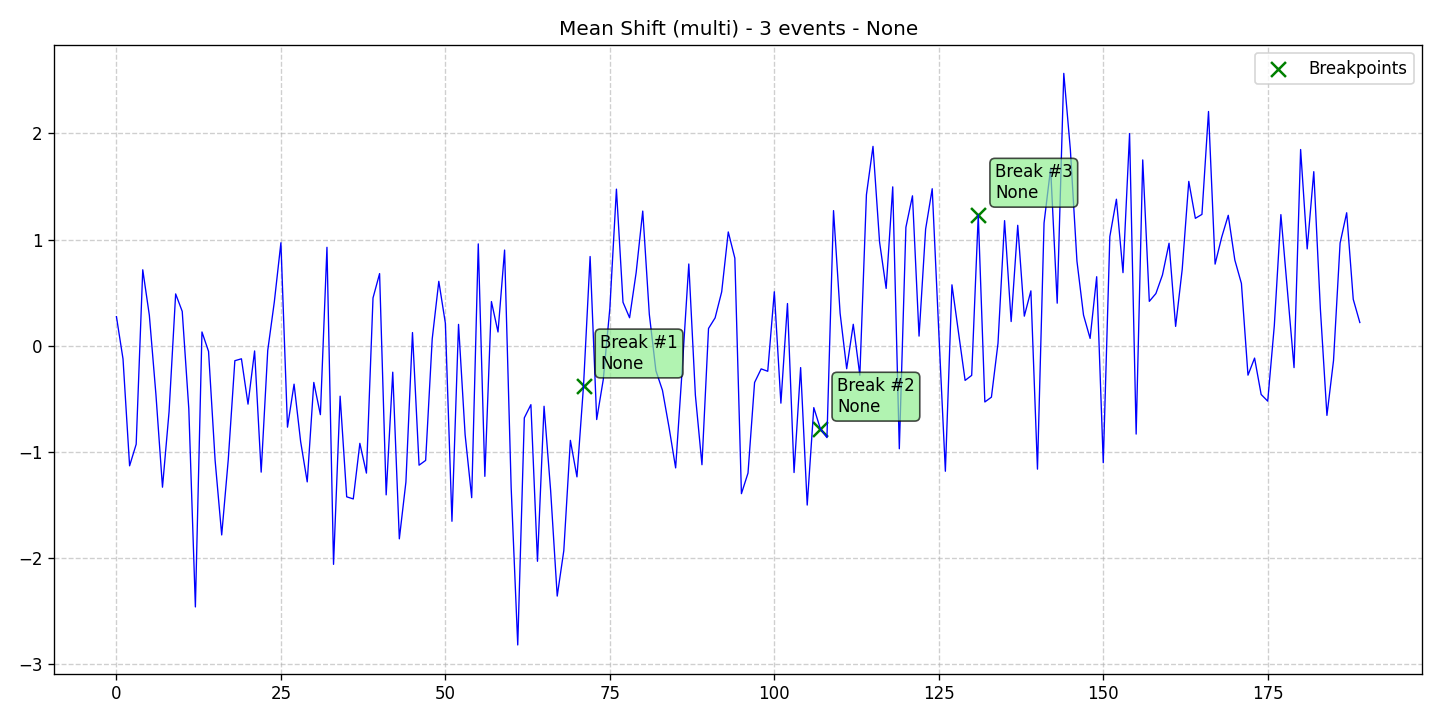 Mean Shift (multi) - 3 events - None
Breakpoints
Break #3
None
Break #1
None
Break #2
None
2
1
0
−1
−2
−3
0
25
50
75
100
125
150
175